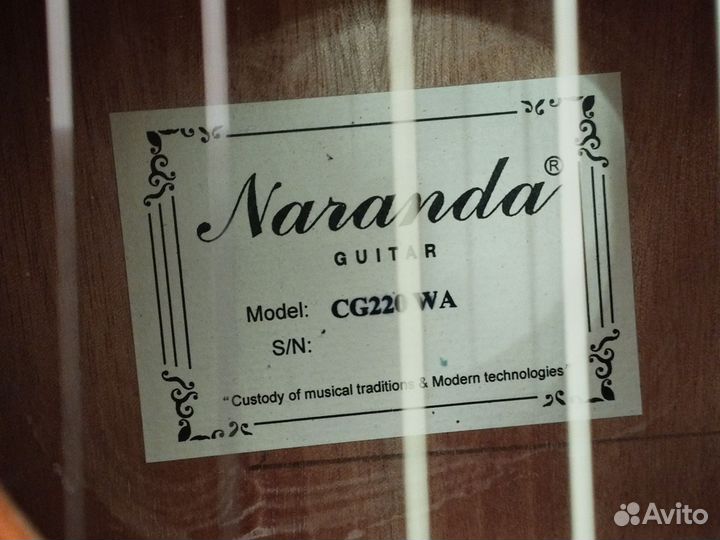 Naranda®
GUITAR
Model: CG220 WA
S/N:
"Custody of musical traditions & Modern technologies"
Avito